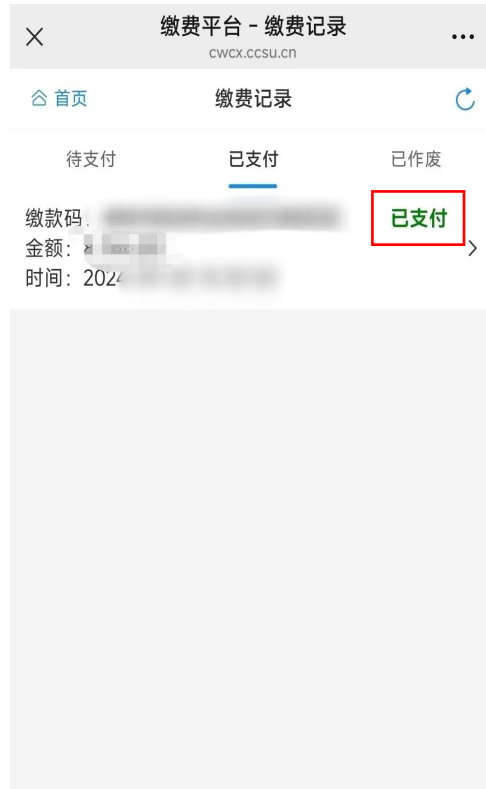 缴费平台 - 缴费记录
cwcx.ccsu.cn
首页
缴费记录
待支付
已支付
已作废
缴款码:
已支付
金额:
时间: 2024